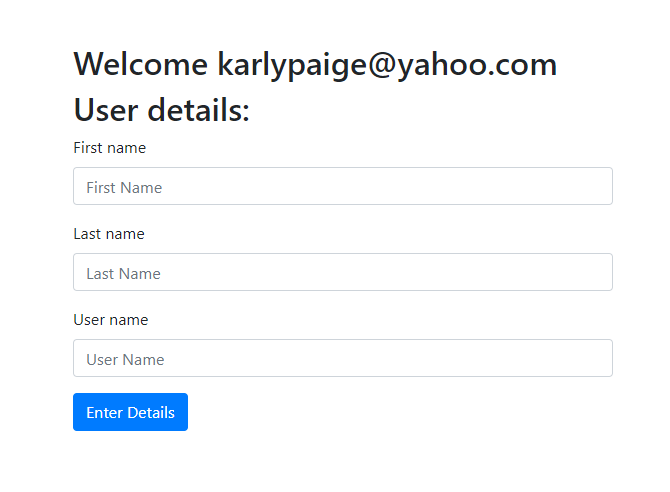 Welcome karlypaige@yahoo.com
User details:
First name
First Name
Last name
Last Name
User name
User Name
Enter Details